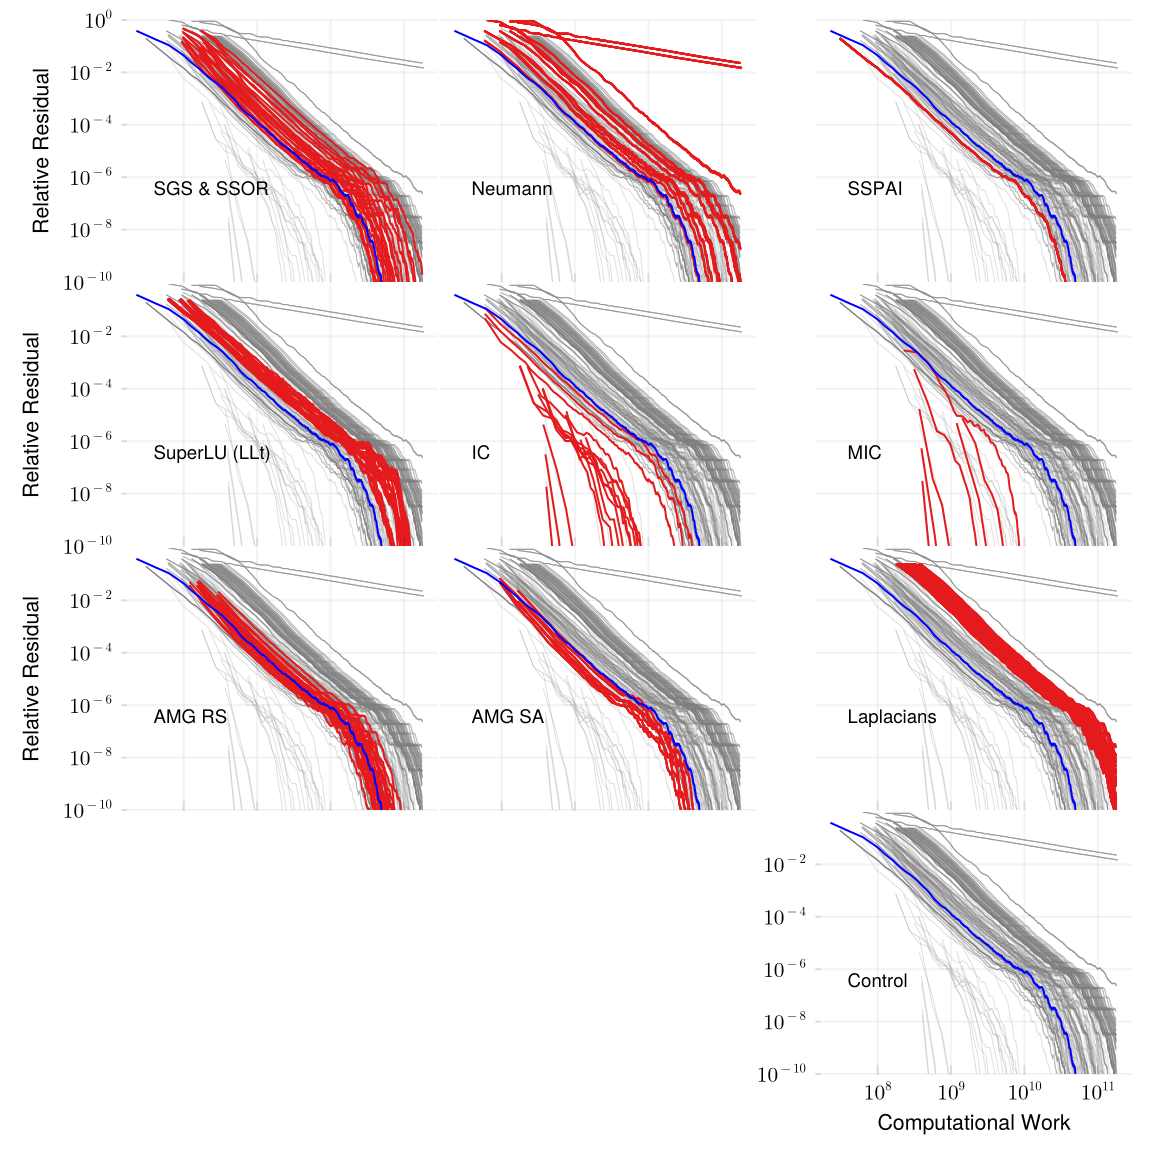 10^0
10^−2
10^−4
10^−6
10^−8
10^−10
Relative Residual
SGS & SSOR
Neumann
SSPAI
10^−2
10^−4
10^−6
10^−8
10^−10
Relative Residual
SuperLU (LLt)
IC
MIC
10^−2
10^−4
10^−6
10^−8
10^−10
Relative Residual
AMG RS
AMG SA
Laplacians
10^−2
10^−4
10^−6
10^−8
10^−10
Control
10^8 10^9 10^10 10^11
Computational Work